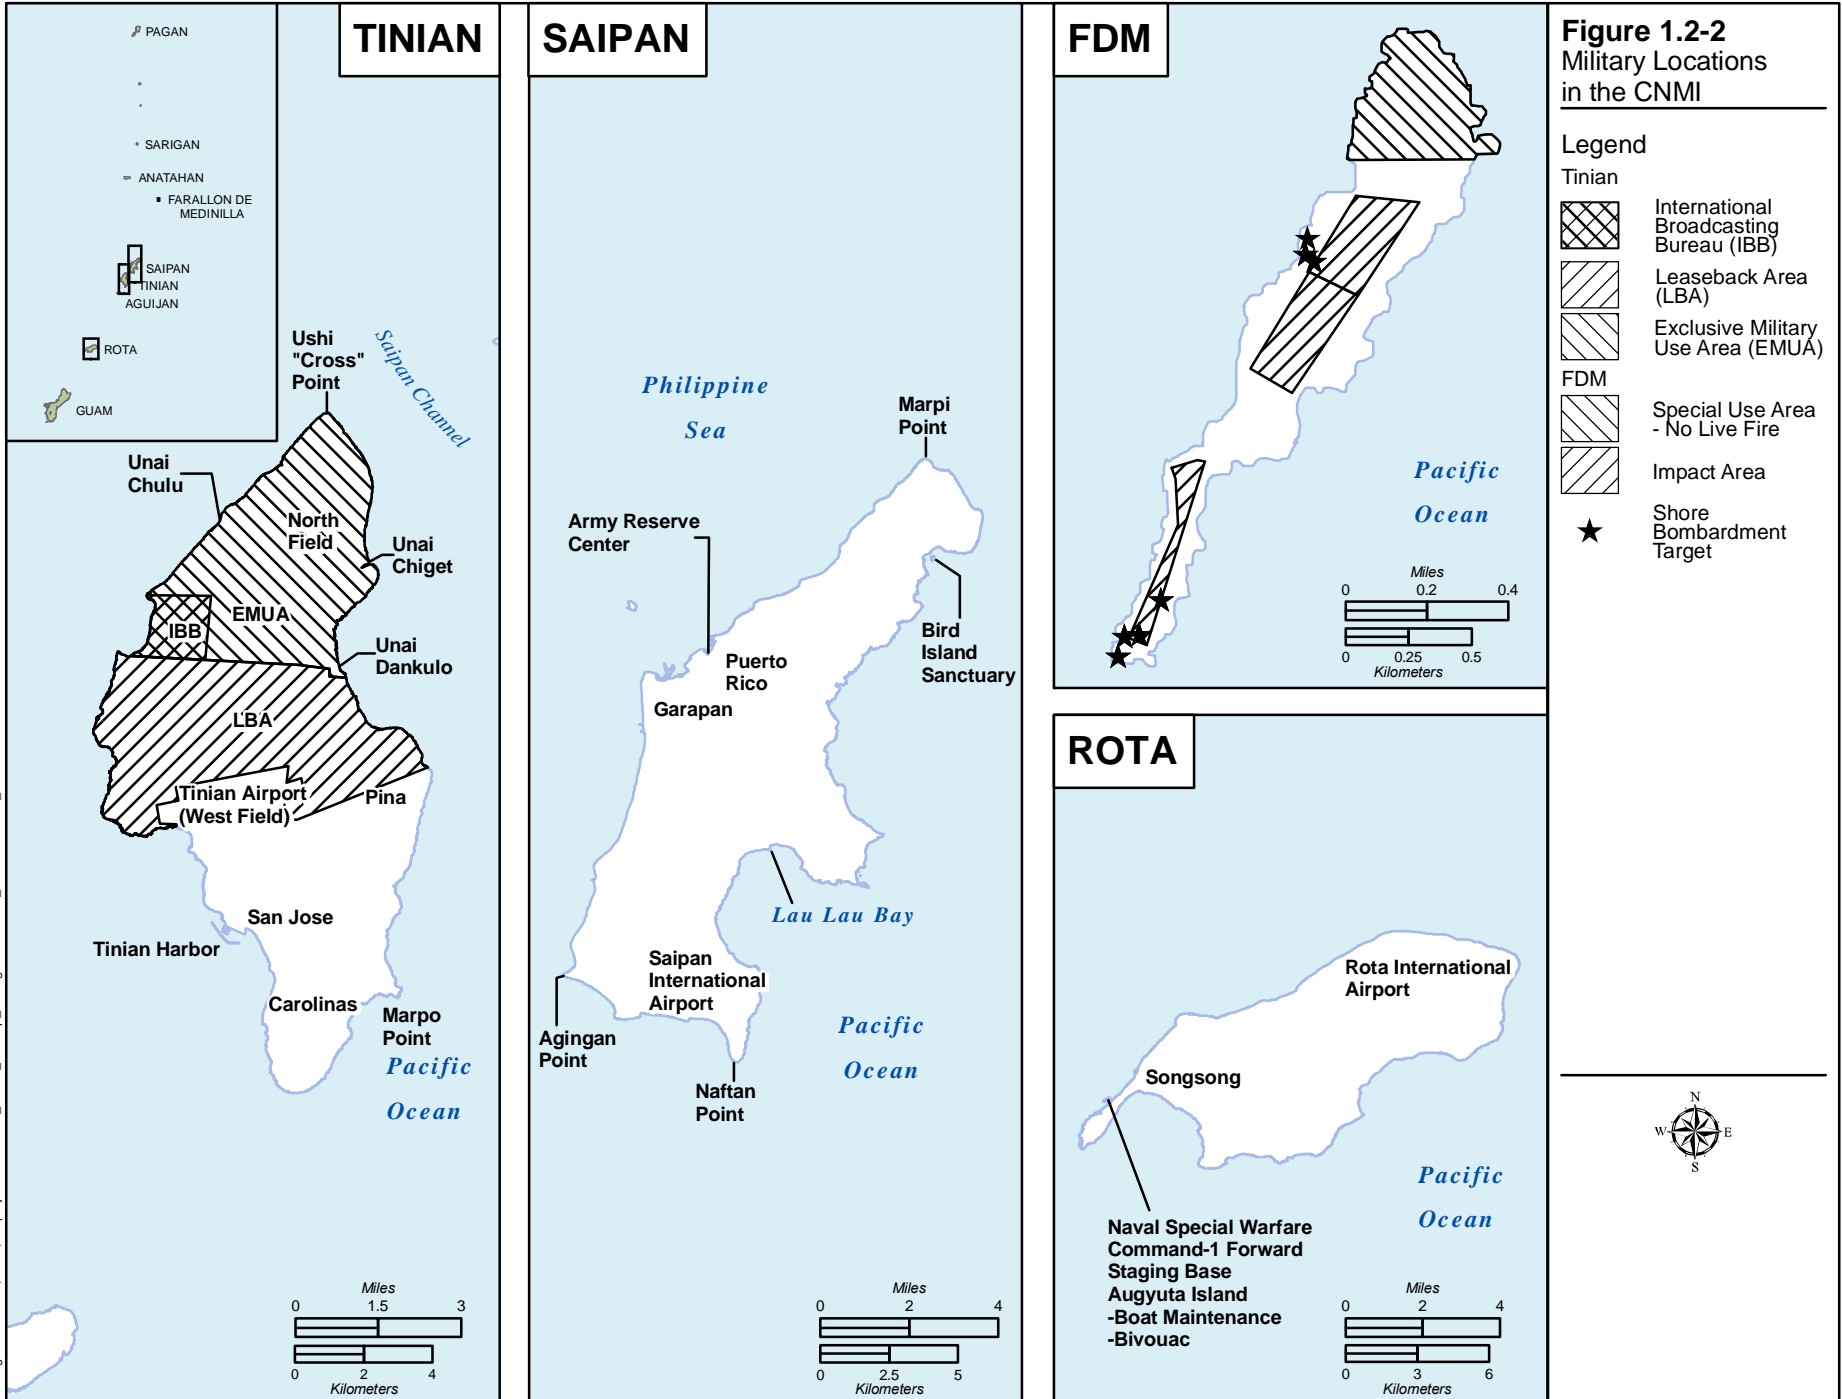 TINIAN
PAGAN
SARIGAN
ANATAHAN
FARALLON DE
MEDINILLA
SAIPAN
TINIAN
AGUIJAN
ROTA
GUAM
Ushi
"Cross"
Point
Saipan Channel
Unai
Chulu
North
Field
Unai
Chiget
EMUA
IBB
Unai
Dankulo
LBA
Tinian Airport
(West Field)
Pina
San Jose
Tinian Harbor
Carolinas
Marpo
Point
Pacific
Ocean
Miles
0 1.5 3
0 2 4
Kilometers
SAIPAN
Philippine
Sea
Marpi
Point
Army Reserve
Center
Bird
Island
Sanctuary
Puerto
Rico
Garapan
Lau Lau Bay
Saipan
International
Airport
Agingan
Point
Naftan
Point
Pacific
Ocean
Miles
0 2 4
0 2.5 5
Kilometers
FDM
Pacific
Ocean
Miles
0 0.2 0.4
0 0.25 0.5
Kilometers
ROTA
Rota International
Airport
Songsong
Naval Special Warfare
Command-1 Forward
Staging Base
Augyuta Island
-Boat Maintenance
-Bivouac
Pacific
Ocean
Miles
0 2 4
0 3 6
Kilometers
Figure 1.2-2
Military Locations
in the CNMI
Legend
Tinian
International
Broadcasting
Bureau (IBB)
Leaseback Area
(LBA)
Exclusive Military
Use Area (EMUA)
FDM
Special Use Area
- No Live Fire
Impact Area
Shore
Bombardment
Target
N
W E
S